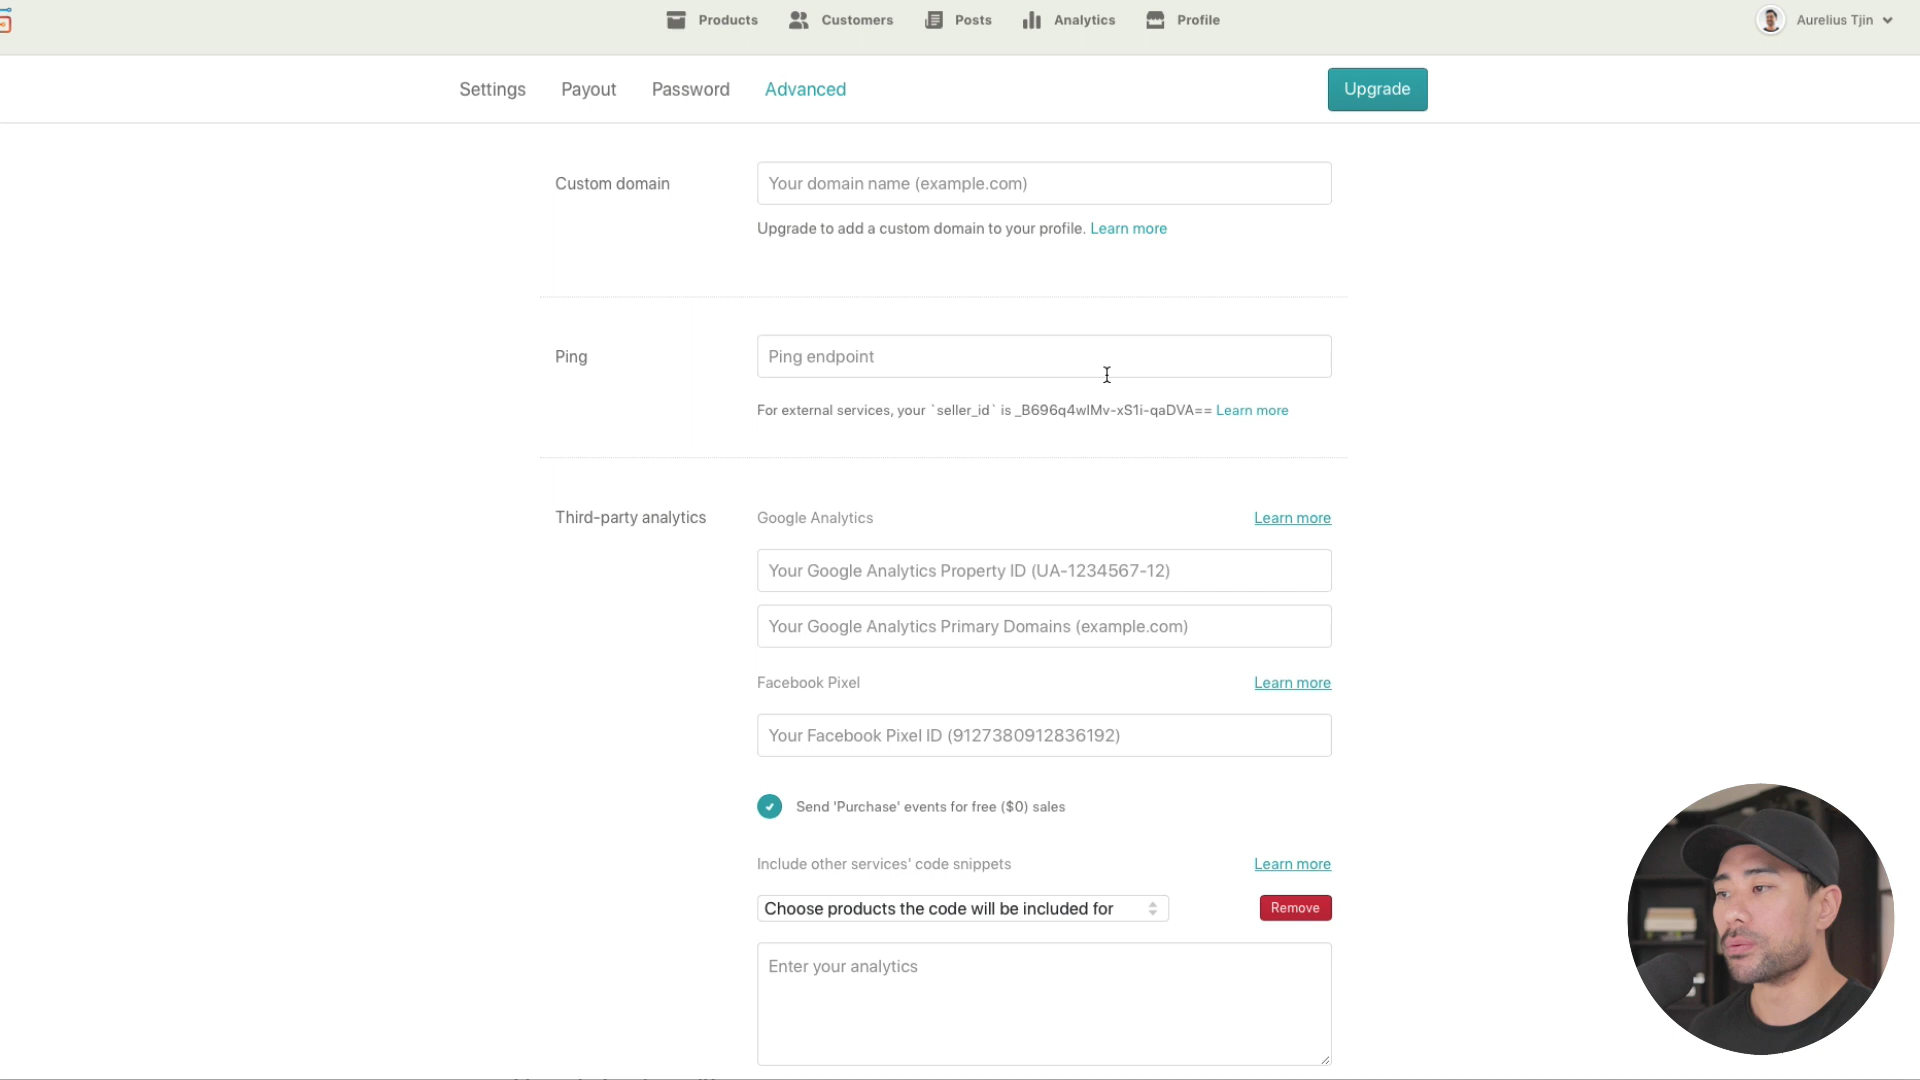 Products
Customers
Posts
Analytics
Profile
Aurelius Tjin
Settings
Payout
Password
Advanced
Upgrade
Custom domain
Your domain name (example.com)
Upgrade to add a custom domain to your profile. Learn more
Ping
Ping endpoint
For external services, your `seller_id` is _B696q4wIMv-xS1i-qaDVA== Learn more
Third-party analytics
Google Analytics
Learn more
Your Google Analytics Property ID (UA-1234567-12)
Your Google Analytics Primary Domains (example.com)
Facebook Pixel
Learn more
Your Facebook Pixel ID (9127380912836192)
Send 'Purchase' events for free ($0) sales
Include other services' code snippets
Learn more
Choose products the code will be included for
Remove
Enter your analytics